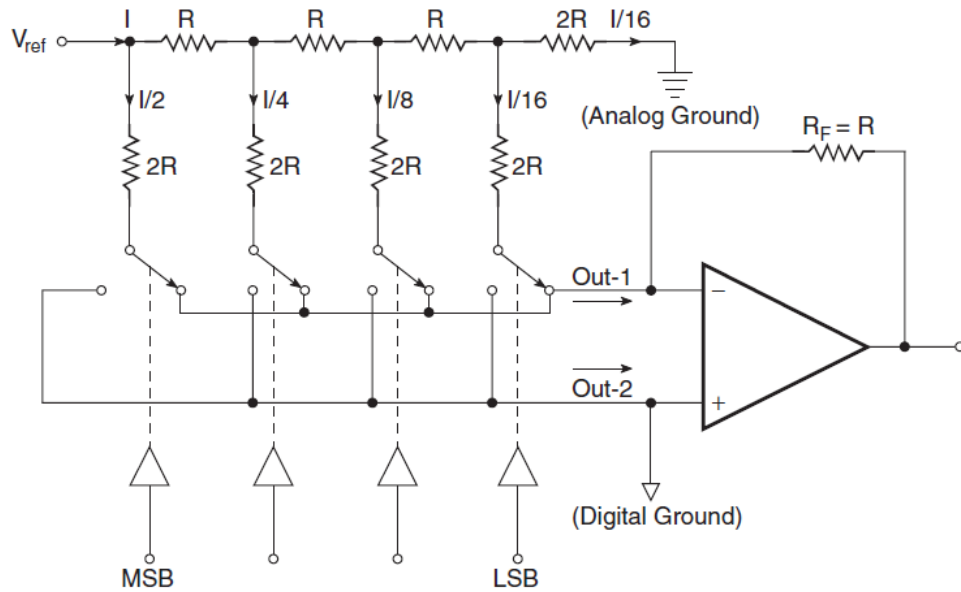 I R R R 2R I/16
Vref
I/2 I/4 I/8 I/16
(Analog Ground)
RF = R
2R 2R 2R 2R
Out-1
−
Out-2
+
(Digital Ground)
MSB LSB